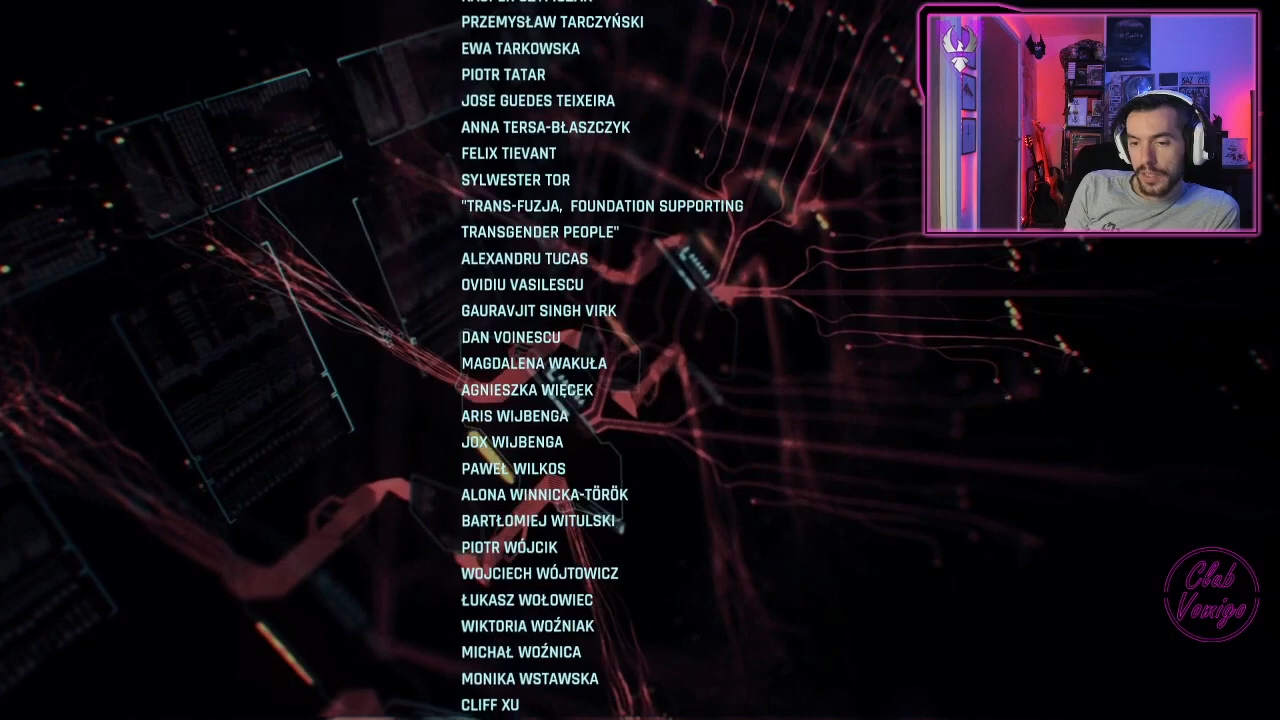 PRZEMYSŁAW TARCZYŃSKI
EWA TARKOWSKA
PIOTR TATAR
JOSE GUEDES TEIXEIRA
ANNA TERSA-BŁASZCZYK
FELIX TIEVANT
SYLWESTER TOR
"TRANS-FUZJA, FOUNDATION SUPPORTING
TRANSGENDER PEOPLE"
ALEXANDRU TUCAS
OVIDIU VASILESCU
GAURAVJIT SINGH VIRK
DAN VOINESCU
MAGDALENA WAKUŁA
AGNIESZKA WIĘCEK
ARIS WIJBENGA
JOX WIJBENGA
PAWEŁ WILKOS
ALONA WINNICKA-TÖRÖK
BARTŁOMIEJ WITULSKI
PIOTR WÓJCIK
WOJCIECH WÓJTOWICZ
ŁUKASZ WOŁOWIEC
WIKTORIA WOŹNIAK
MICHAŁ WOŹNICA
MONIKA WSTAWSKA
CLIFF XU
Club
Vomigo